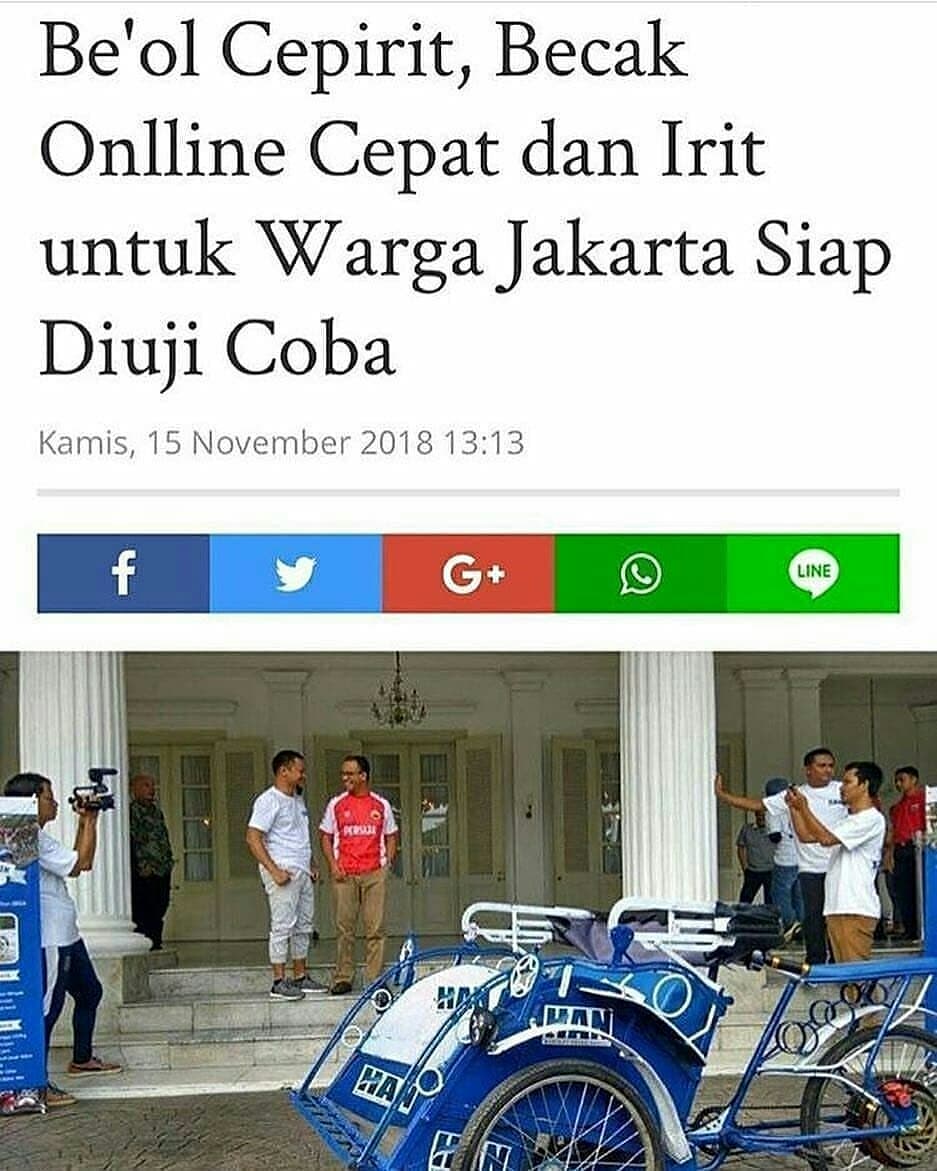 Be'ol Cepirit, Becak
Onlline Cepat dan Irit
untuk Warga Jakarta Siap
Diuji Coba
Kamis, 15 November 2018 13:13
f
G+
LINE
PERSIJA
HAN
HAN
HAN
HAN